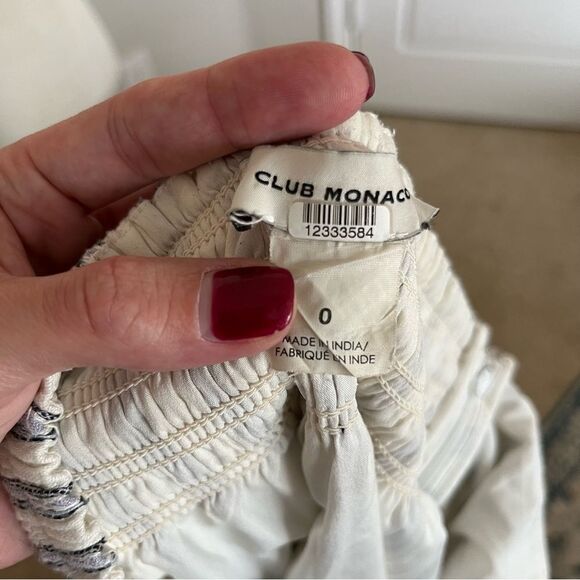 CLUB MONACO
12333584
0
MADE IN INDIA/
FABRIQUÉ EN INDE